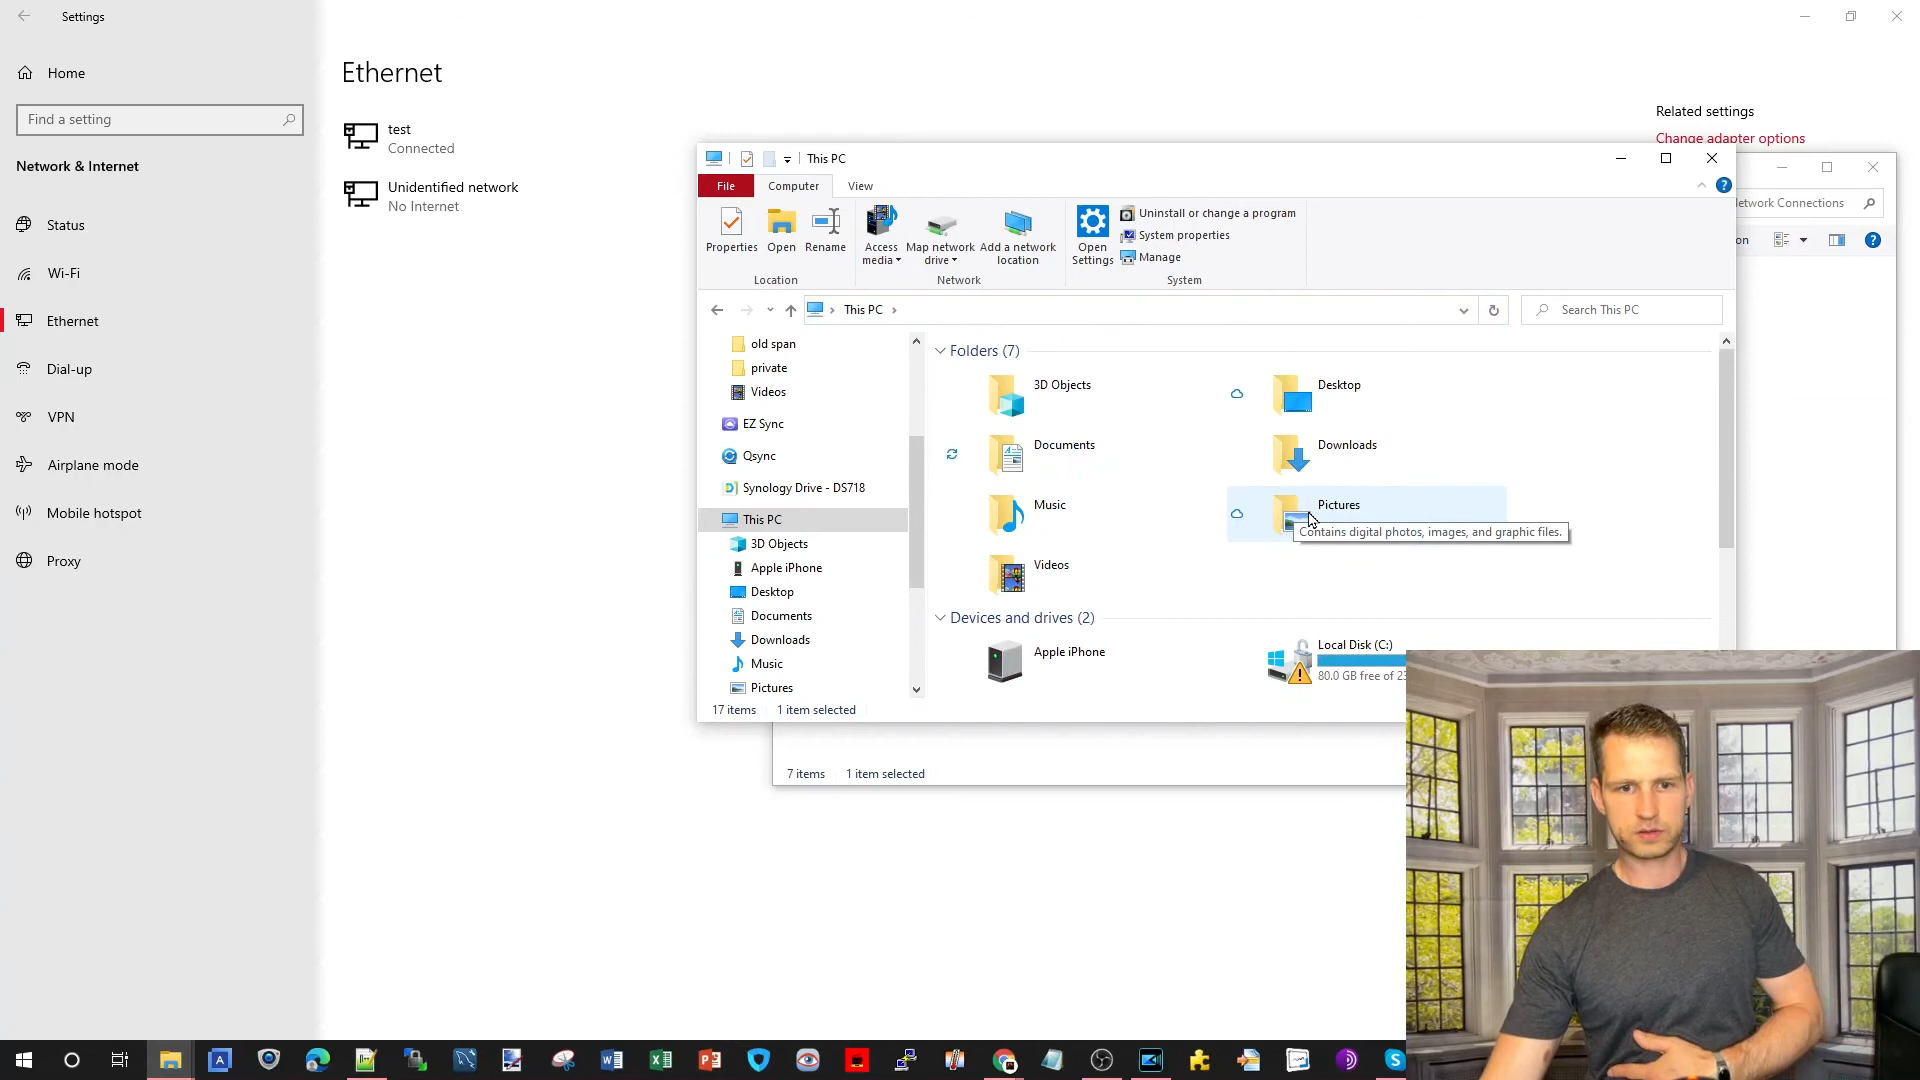 Settings
Home
Find a setting
Network & Internet
Status
Wi-Fi
Ethernet
Dial-up
VPN
Airplane mode
Mobile hotspot
Proxy
Ethernet
test
Connected
Unidentified network
No Internet
Related settings
Change adapter options
This PC
File
Computer
View
Properties
Open
Rename
Access media
Map network drive
Add a network location
Open Settings
Uninstall or change a program
System properties
Manage
Location
Network
System
This PC
Search This PC
old span
private
Videos
EZ Sync
Qsync
Synology Drive - DS718
This PC
3D Objects
Apple iPhone
Desktop
Documents
Downloads
Music
Pictures
Folders (7)
3D Objects
Desktop
Documents
Downloads
Music
Pictures
Contains digital photos, images, and graphic files.
Videos
Devices and drives (2)
Apple iPhone
Local Disk (C:)
80.0 GB free of 23
17 items
1 item selected
Network Connections
on
7 items
1 item selected